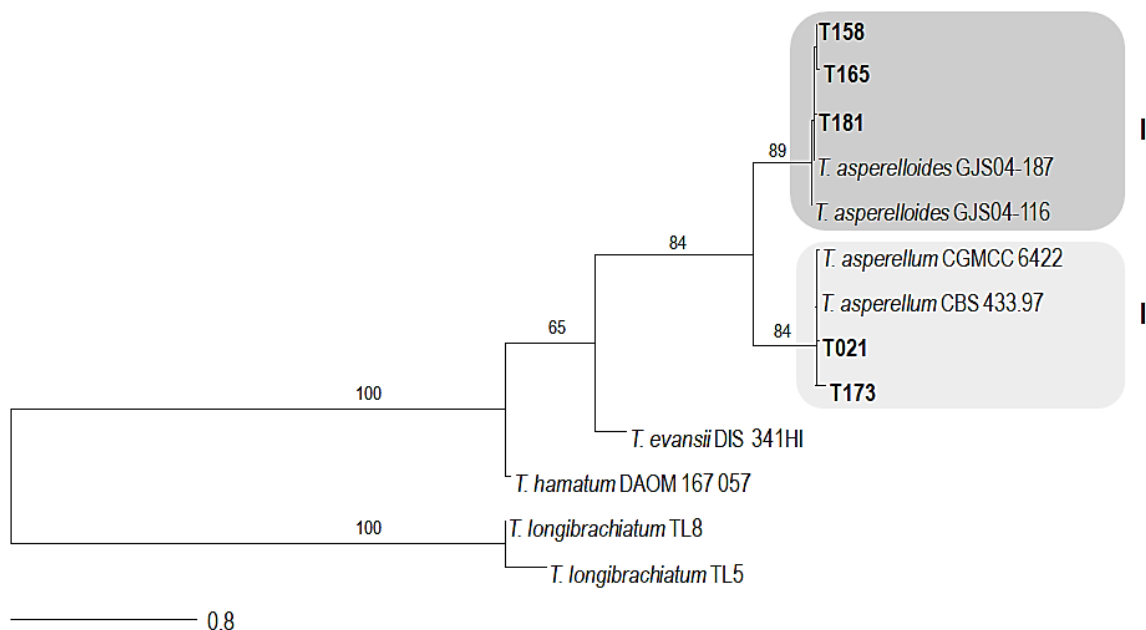 T158
T165
T181
I
89
T. asperelloides GJS04-187
T. asperelloides GJS04-116
84
T. asperellum CGMCC 6422
T. asperellum CBS 433.97
I
65
84
T021
T173
100
T. evansii DIS 341HI
T. hamatum DAOM 167 057
100
T. longibrachiatum TL8
T. longibrachiatum TL5
0.8